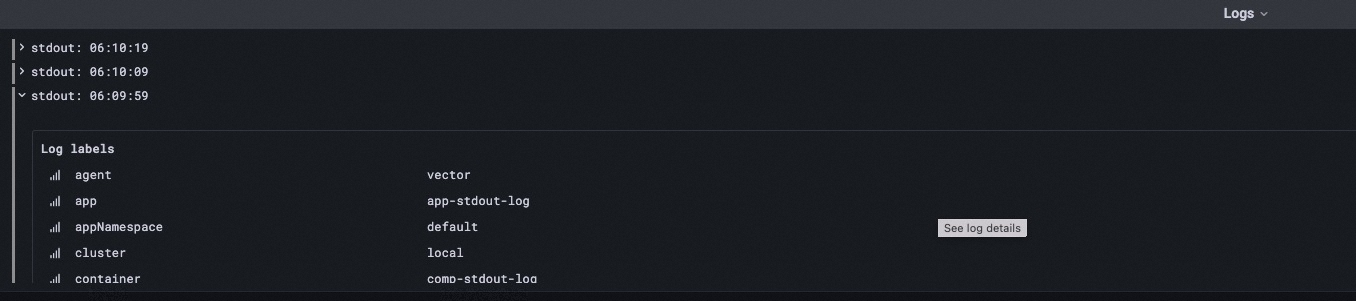 Logs
stdout: 06:10:19
stdout: 06:10:09
stdout: 06:09:59
Log labels
agent vector
app app-stdout-log
appNamespace default
See log details
cluster local
container comp-stdout-log